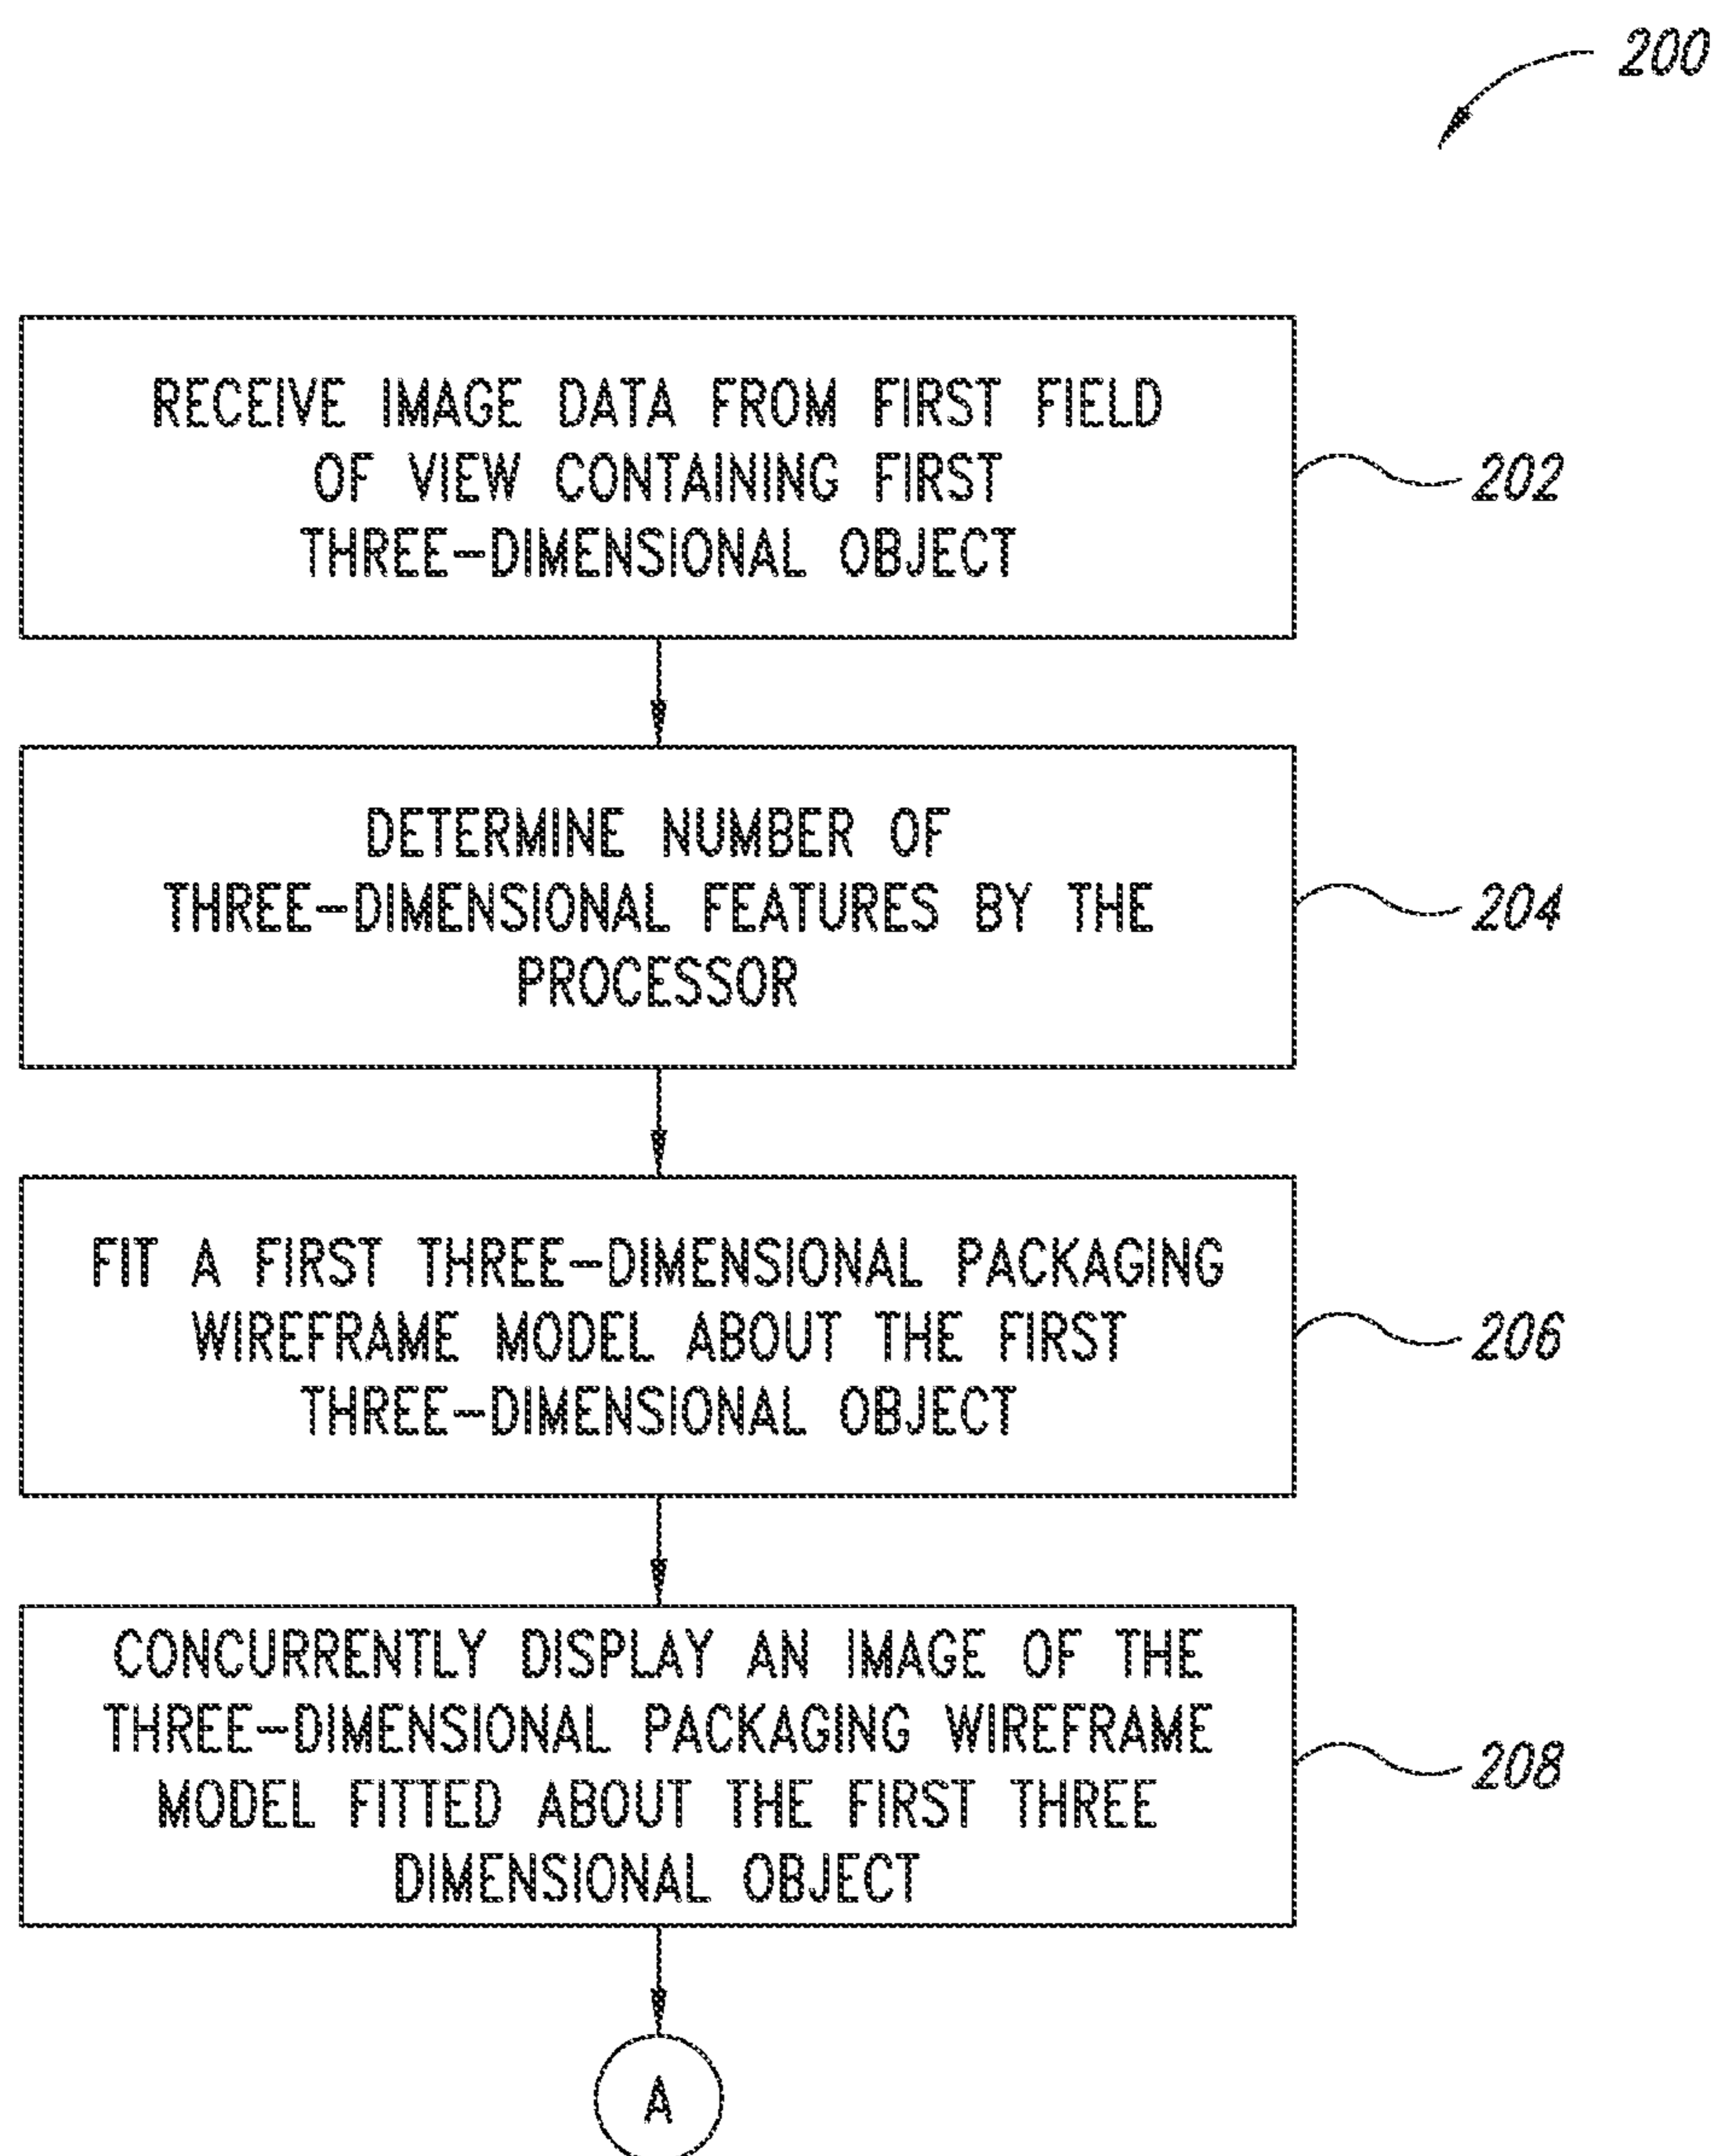 200
RECEIVE IMAGE DATA FROM FIRST FIELD
OF VIEW CONTAINING FIRST
THREE-DIMENSIONAL OBJECT
202
DETERMINE NUMBER OF
THREE-DIMENSIONAL FEATURES BY THE
PROCESSOR
204
FIT A FIRST THREE-DIMENSIONAL PACKAGING
WIREFRAME MODEL ABOUT THE FIRST
THREE-DIMENSIONAL OBJECT
206
CONCURRENTLY DISPLAY AN IMAGE OF THE
THREE-DIMENSIONAL PACKAGING WIREFRAME
MODEL FITTED ABOUT THE FIRST THREE
DIMENSIONAL OBJECT
208
A